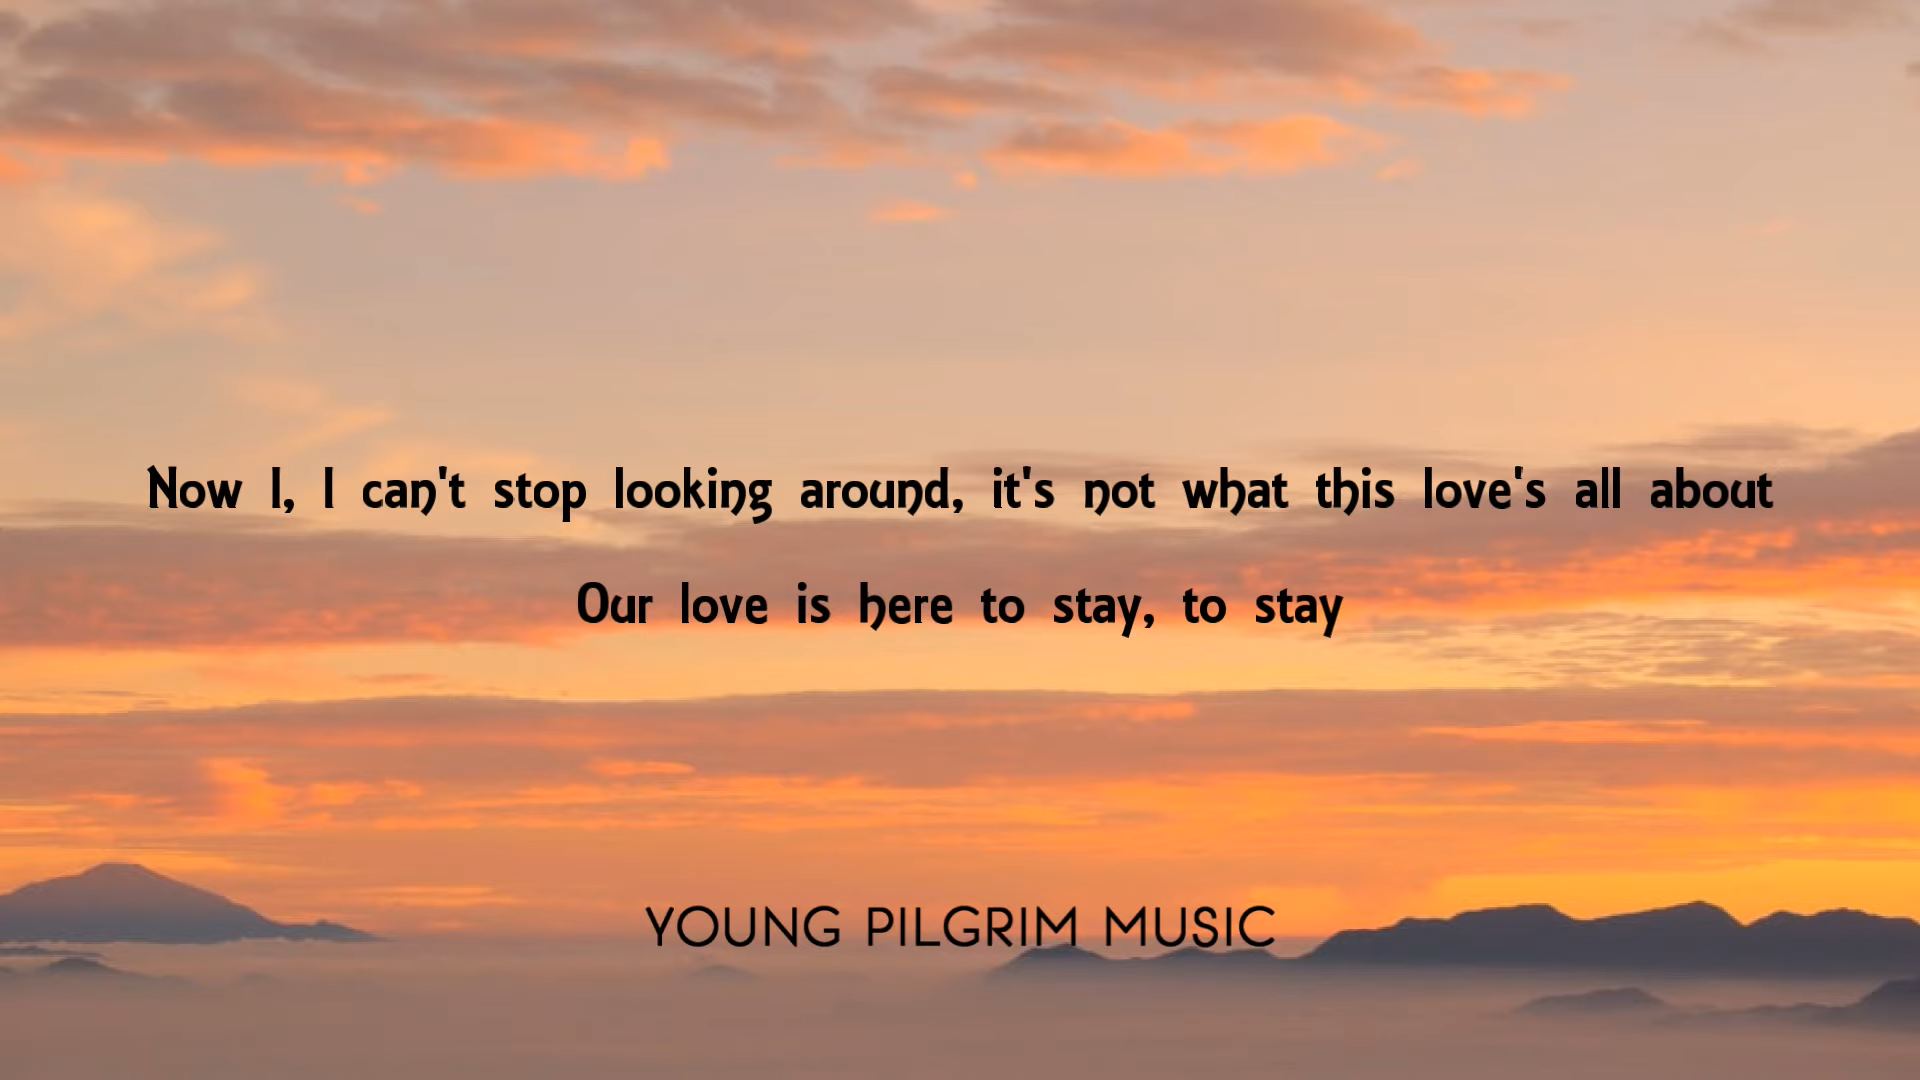 Now I, I can't stop looking around, it's not what this love's all about
Our love is here to stay, to stay
YOUNG PILGRIM MUSIC